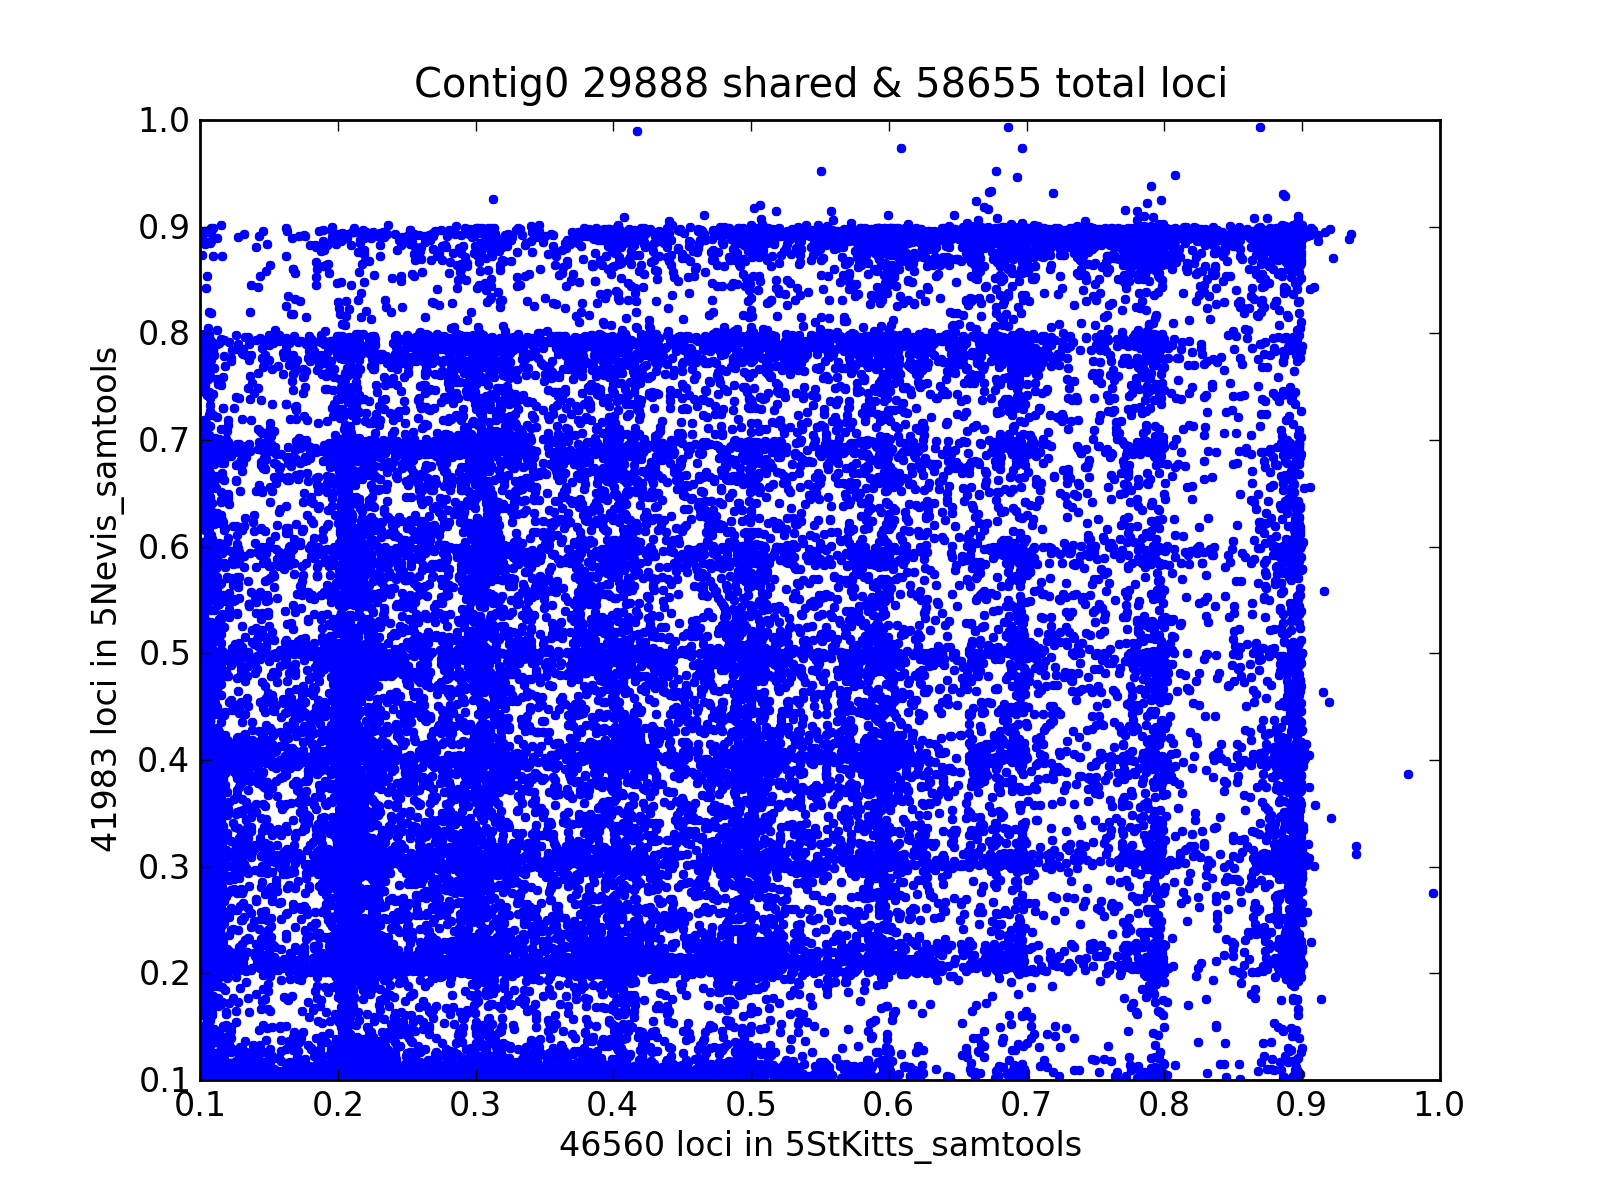 Contig0 29888 shared & 58655 total loci
1.0
0.9
0.8
0.7
0.6
0.5
0.4
0.3
0.2
0.1
41983 loci in 5Nevis_samtools
0.1 0.2 0.3 0.4 0.5 0.6 0.7 0.8 0.9 1.0
46560 loci in 5StKitts_samtools